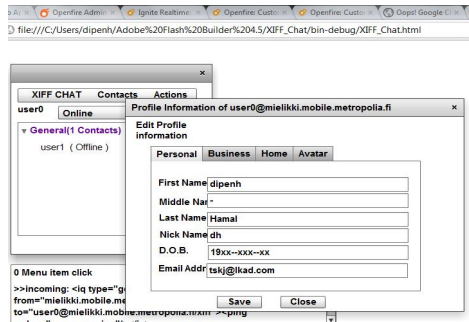 Openfire Admin
Ignite Realtime:
Openfire: Custo
Openfire: Custo
Oops! Google C
file:///C:/Users/dipenh/Adobe%20Flash%20Builder%204.5/XIFF_Chat/bin-debug/XIFF_Chat.html
×
XIFF CHAT Contacts Actions
user0 Online
General(1 Contacts)
user1 ( Offline )
Profile Information of user0@mielikki.mobile.metropolia.fi ×
Edit Profile
information
Personal Business Home Avatar
First Name dipenh
Middle Nar -
Last Name Hamal
Nick Name dh
D.O.B. 19xx--xxx--xx
Email Addr tskj@lkad.com
Save Close
0 Menu item click
>>incoming: <iq type="g
from="mielikki.mobile.me
to="user0@mielikki.mobile.metropolia.fi/xiff"><ping